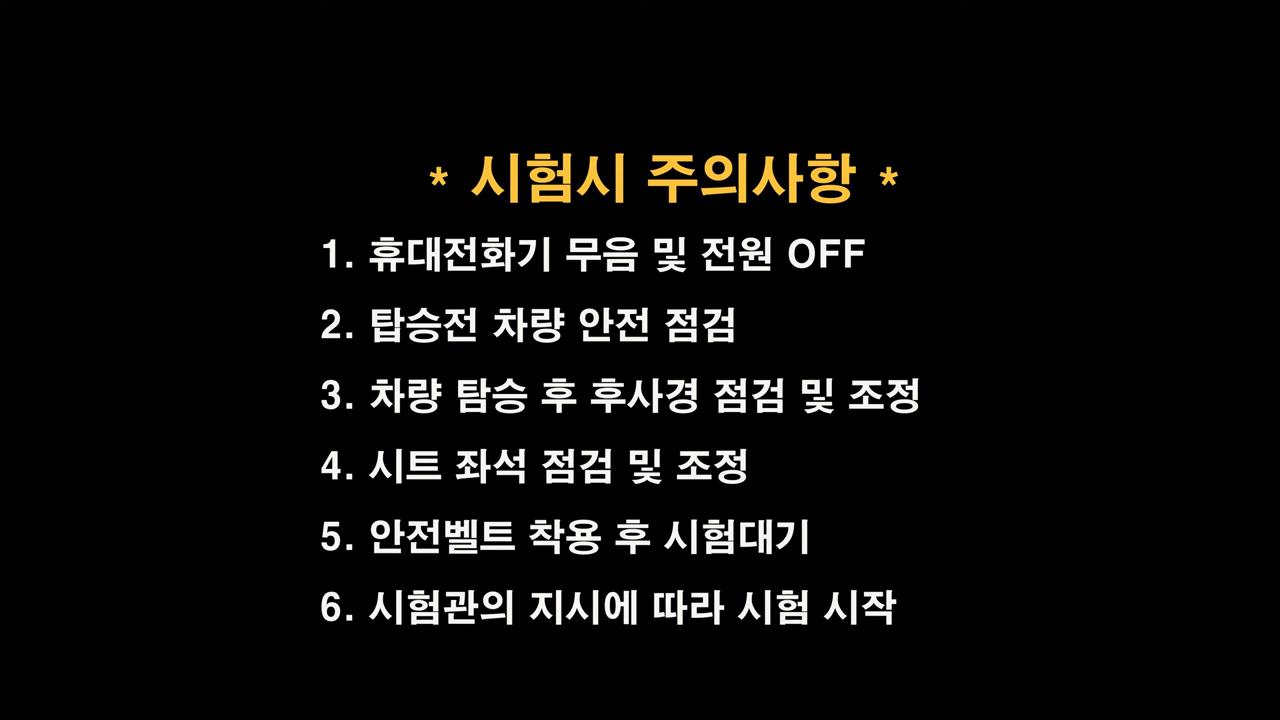 * 시험시 주의사항 *
1. 휴대전화기 무음 및 전원 OFF
2. 탑승전 차량 안전 점검
3. 차량 탐승 후 후사경 점검 및 조정
4. 시트 좌석 점검 및 조정
5. 안전벨트 착용 후 시험대기
6. 시험관의 지시에 따라 시험 시작